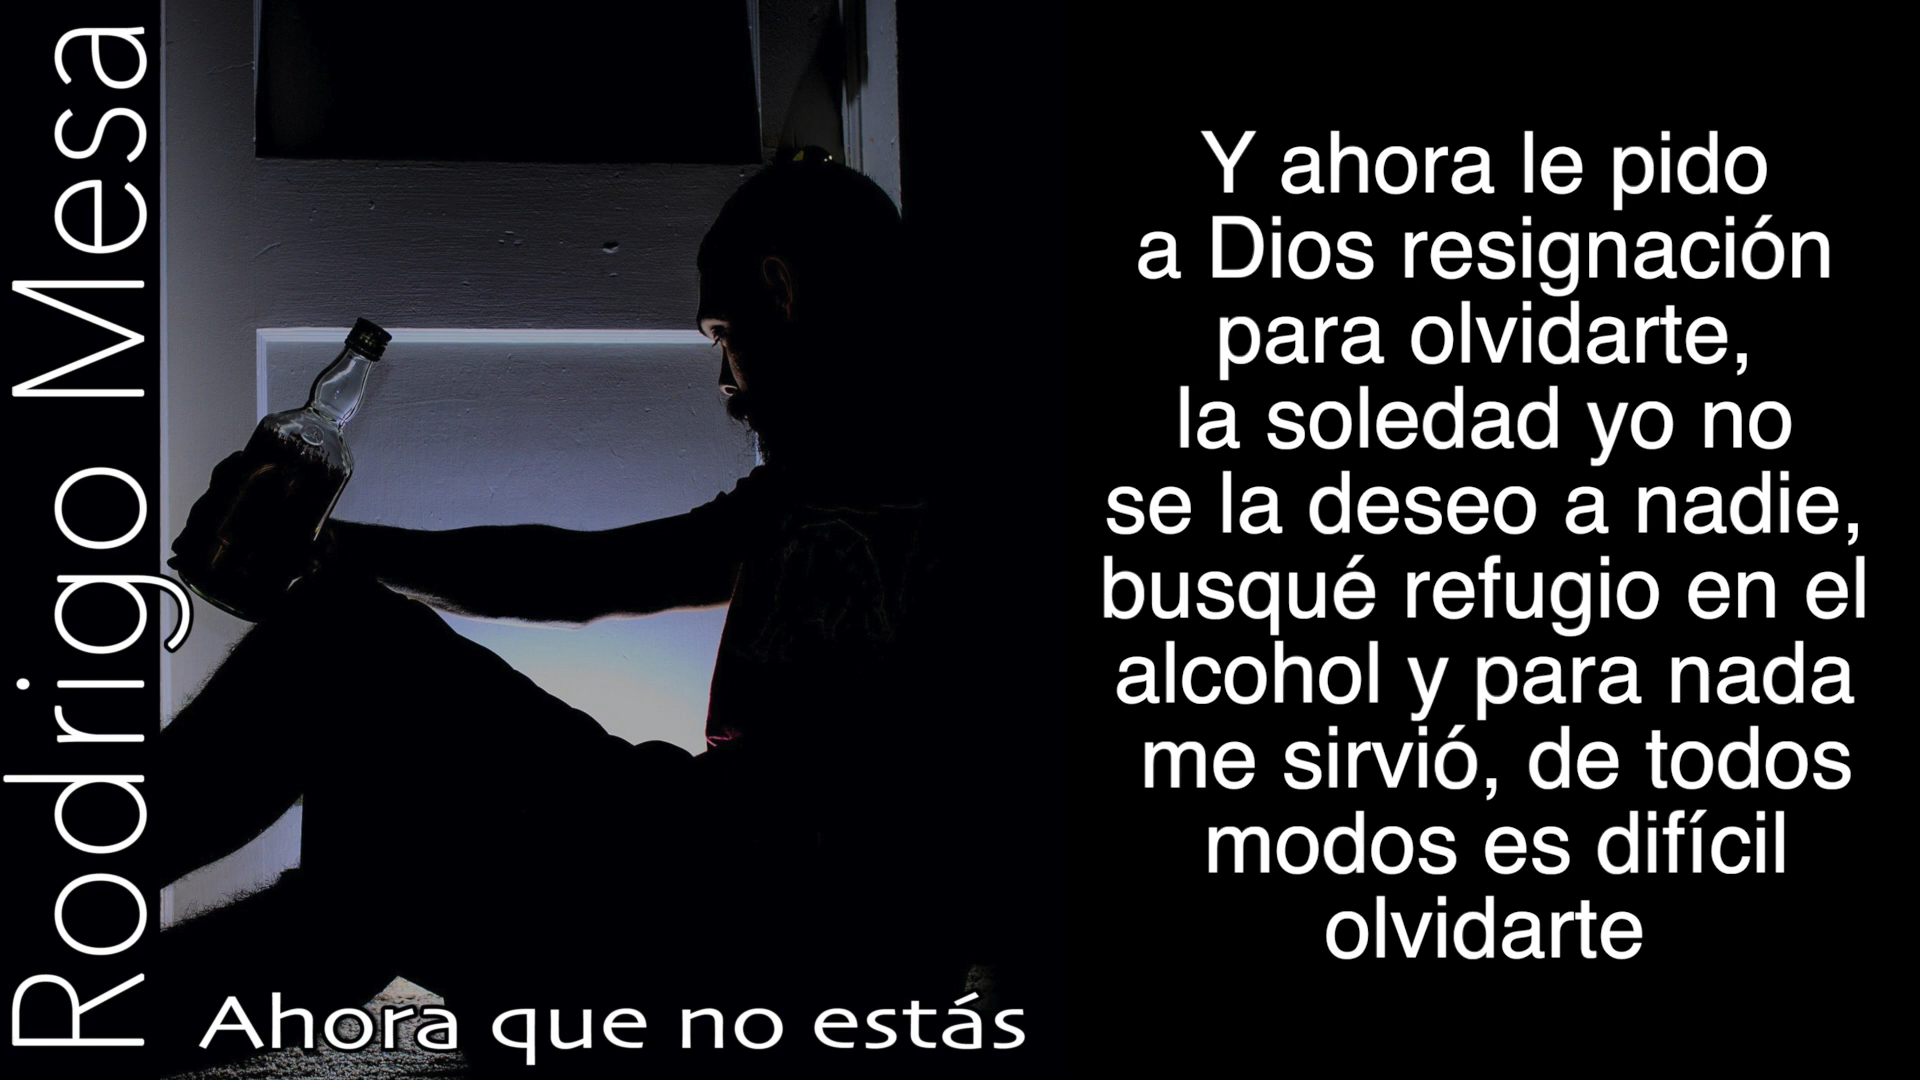 Rodrigo Mesa
Ahora que no estás
Y ahora le pido
a Dios resignación
para olvidarte,
la soledad yo no
se la deseo a nadie,
busqué refugio en el
alcohol y para nada
me sirvió, de todos
modos es difícil
olvidarte